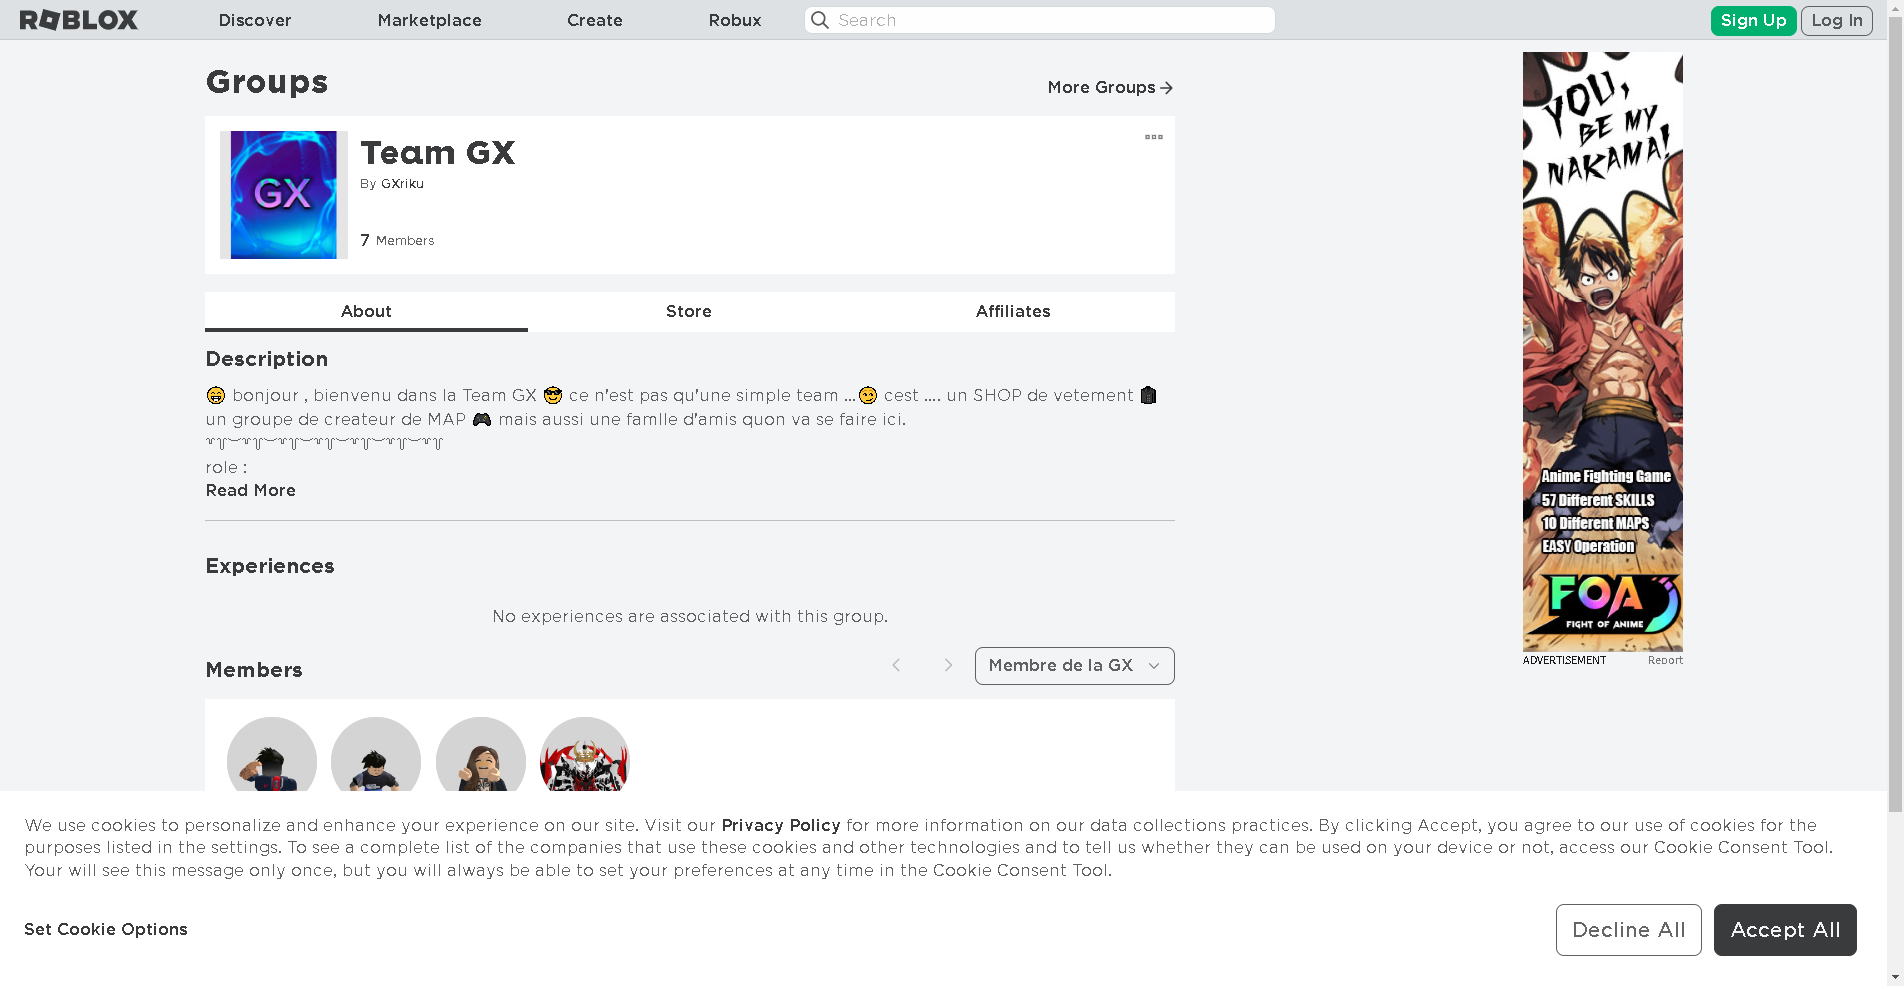 ROBLOX Discover Marketplace Create Robux Search Sign Up Log In
Groups
More Groups
GX
Team GX
By GXriku
7 Members
About Store Affiliates
Description
😁 bonjour , bienvenu dans la Team GX 😎 ce n'est pas qu'une simple team ...😏 cest .... un SHOP de vetement 🧥
un groupe de createur de MAP 🎮 mais aussi une famlle d'amis quon va se faire ici.
role :
Read More
Experiences
No experiences are associated with this group.
Members
Membre de la GX
YOU,
BE MY
NAKAMA!
Anime Fighting Game
57 Different SKILLS
10 Different MAPS
EASY Operation
FOA
FIGHT OF ANIME
ADVERTISEMENT Report
We use cookies to personalize and enhance your experience on our site. Visit our Privacy Policy for more information on our data collections practices. By clicking Accept, you agree to our use of cookies for the
purposes listed in the settings. To see a complete list of the companies that use these cookies and other technologies and to tell us whether they can be used on your device or not, access our Cookie Consent Tool.
Your will see this message only once, but you will always be able to set your preferences at any time in the Cookie Consent Tool.
Set Cookie Options
Decline All
Accept All